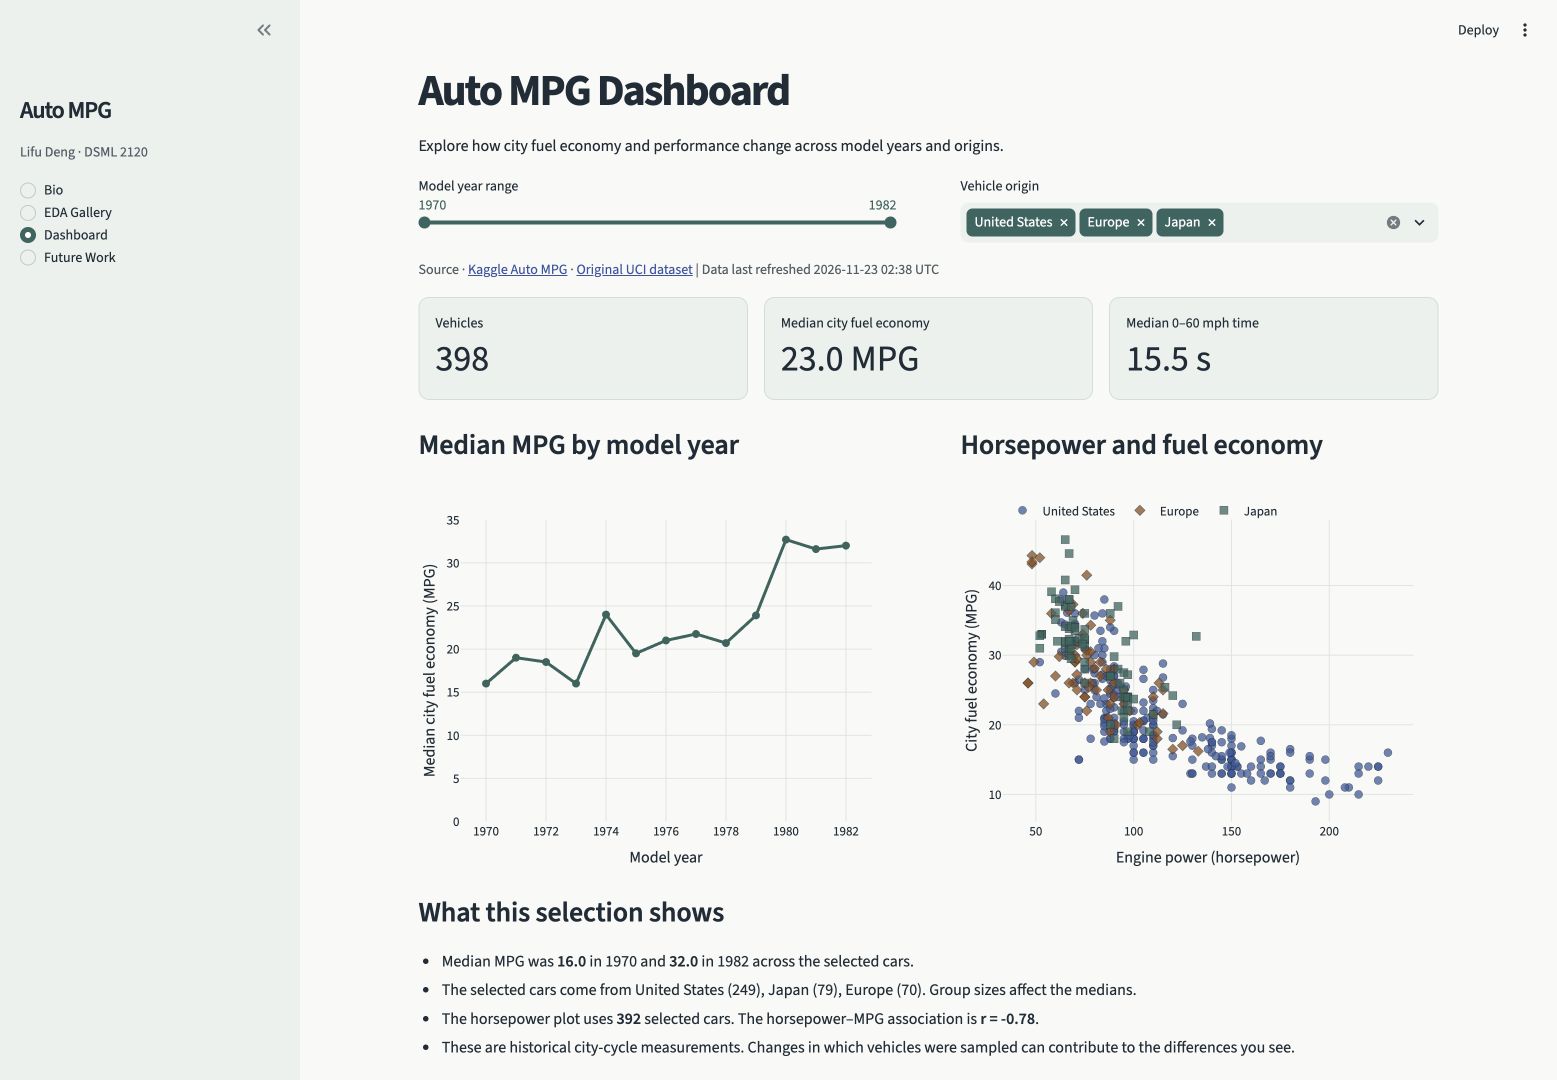 Deploy
Auto MPG
Lifu Deng · DSML 2120
Bio
EDA Gallery
Dashboard
Future Work
Auto MPG Dashboard
Explore how city fuel economy and performance change across model years and origins.
Model year range
1970 1982
Vehicle origin
United States × Europe × Japan ×
Source · Kaggle Auto MPG · Original UCI dataset | Data last refreshed 2026-11-23 02:38 UTC
Vehicles
398
Median city fuel economy
23.0 MPG
Median 0–60 mph time
15.5 s
Median MPG by model year
35
30
25
20
15
10
5
0
1970 1972 1974 1976 1978 1980 1982
Median city fuel economy (MPG)
Model year
Horsepower and fuel economy
United States Europe Japan
40
30
20
10
50 100 150 200
City fuel economy (MPG)
Engine power (horsepower)
What this selection shows
• Median MPG was 16.0 in 1970 and 32.0 in 1982 across the selected cars.
• The selected cars come from United States (249), Japan (79), Europe (70). Group sizes affect the medians.
• The horsepower plot uses 392 selected cars. The horsepower–MPG association is r = -0.78.
• These are historical city-cycle measurements. Changes in which vehicles were sampled can contribute to the differences you see.